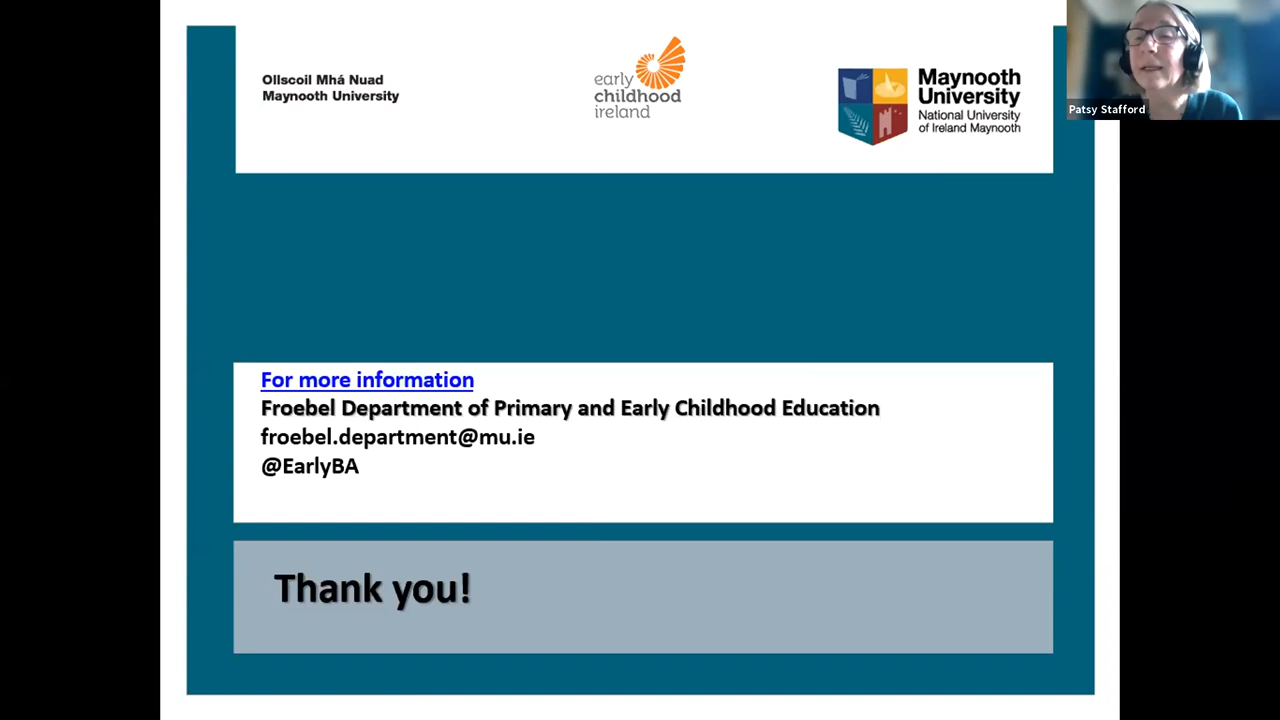 Ollscoil Mhá Nuad
Maynooth University
early
childhood
ireland
Maynooth
University
National University
of Ireland Maynooth
Patsy Stafford
For more information
Froebel Department of Primary and Early Childhood Education
froebel.department@mu.ie
@EarlyBA
Thank you!